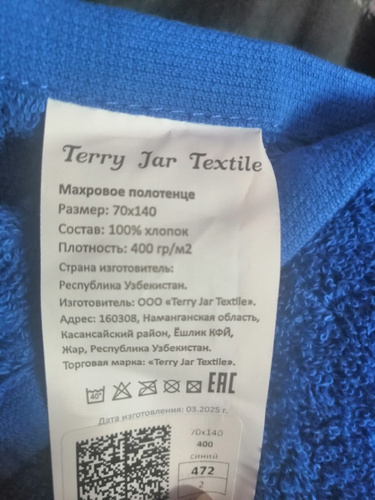 Terry Jar Textile
Махровое полотенце
Размер: 70х140
Состав: 100% хлопок
Плотность: 400 гр/м2
Страна изготовитель:
Республика Узбекистан.
Изготовитель: ООО «Terry Jar Textile».
Адрес: 160308, Наманганская область,
Касансайский район, Ёшлик КФЙ,
Жар, Республика Узбекистан.
Торговая марка: «Terry Jar Textile».
40° EAC
Дата изготовления: 03.2025 г.
70х140
400
синий
472
2